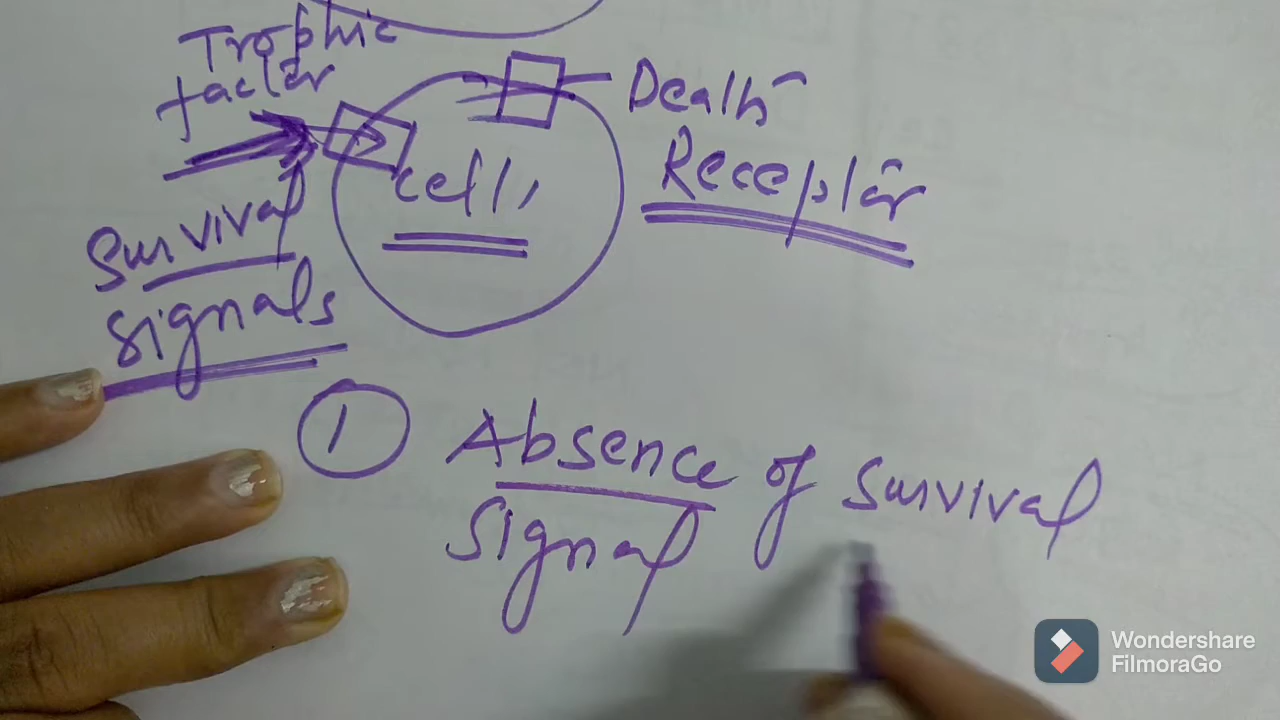 Trophic
factor
Death
Receptor
cell,
Survival
signals
1 Absence of survival
signal
Wondershare
FilmoraGo